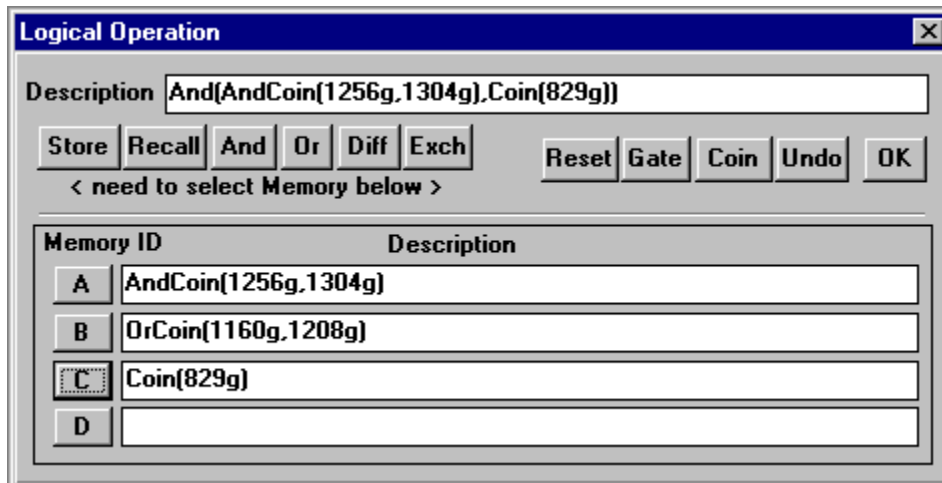 Logical Operation
Description And(AndCoin(1256g,1304g),Coin(829g))
Store Recall And Or Diff Exch Reset Gate Coin Undo OK
< need to select Memory below >
Memory ID Description
A AndCoin(1256g,1304g)
B OrCoin(1160g,1208g)
C Coin(829g)
D